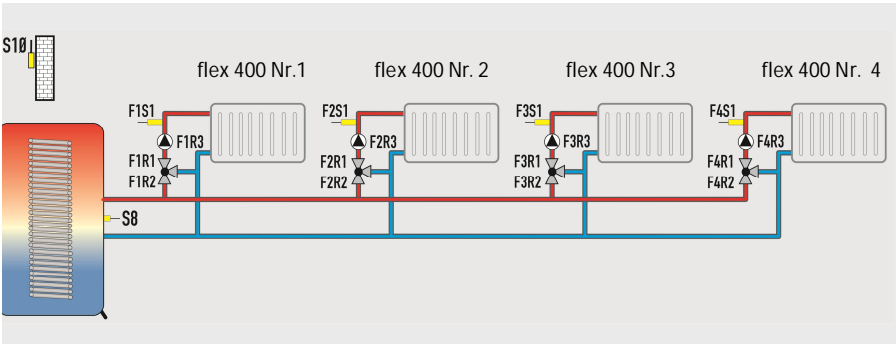 S10
flex 400 Nr.1
flex 400 Nr. 2
flex 400 Nr.3
flex 400 Nr. 4
F1S1
F1R3
F1R1
F1R2
F2S1
F2R3
F2R1
F2R2
F3S1
F3R3
F3R1
F3R2
F4S1
F4R3
F4R1
F4R2
S8